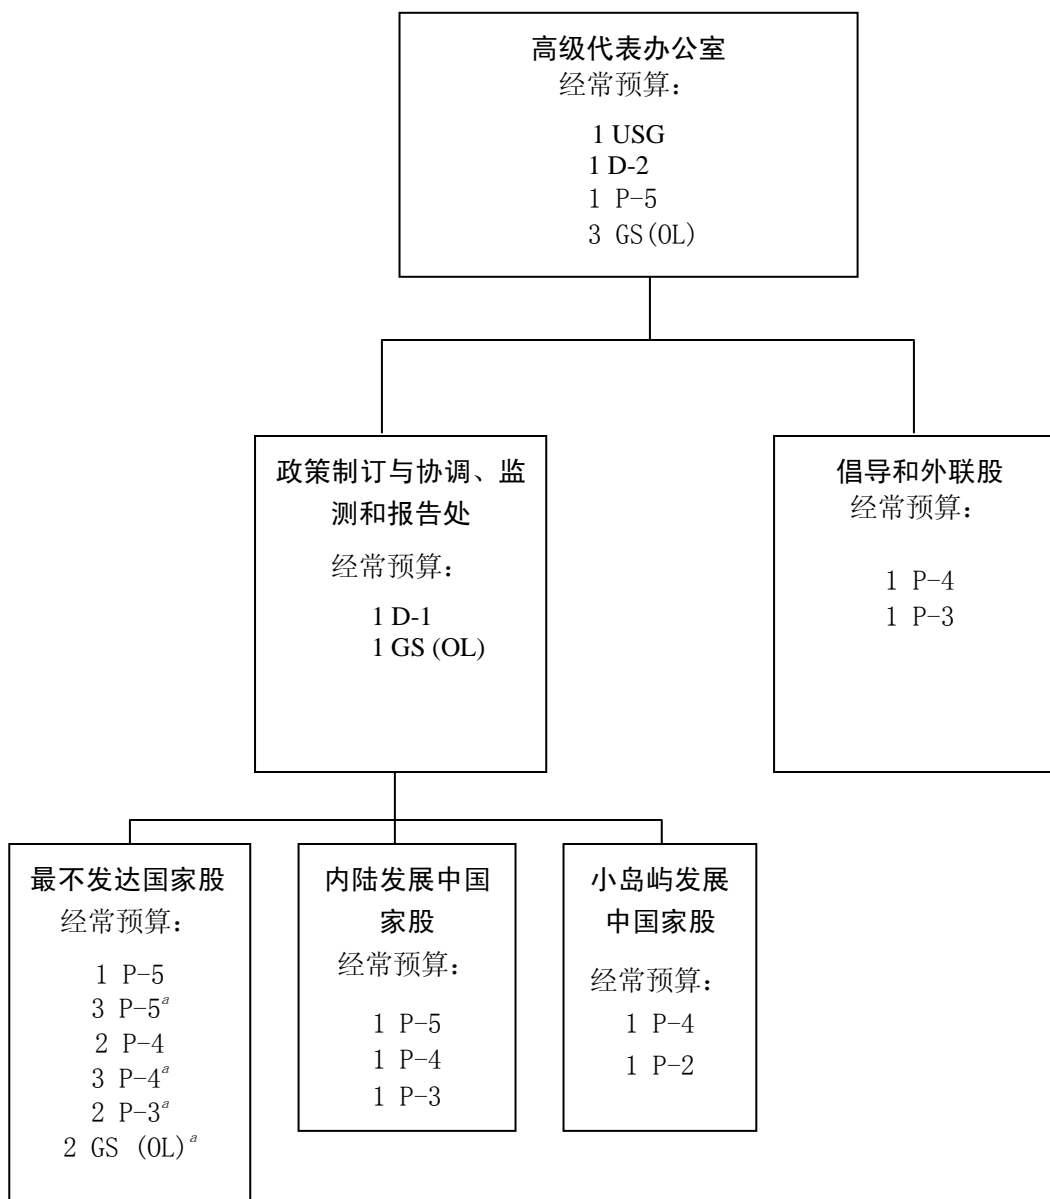 高级代表办公室
经常预算：
1 USG
1 D-2
1 P-5
3 GS(OL)
政策制订与协调、监
测和报告处
经常预算：
1 D-1
1 GS (OL)
倡导和外联股
经常预算：
1 P-4
1 P-3
最不发达国家股
经常预算：
1 P-5
3 P-5a
2 P-4
3 P-4a
2 P-3a
2 GS (OL)a
内陆发展中国
家股
经常预算：
1 P-5
1 P-4
1 P-3
小岛屿发展
中国家股
经常预算：
1 P-4
1 P-2